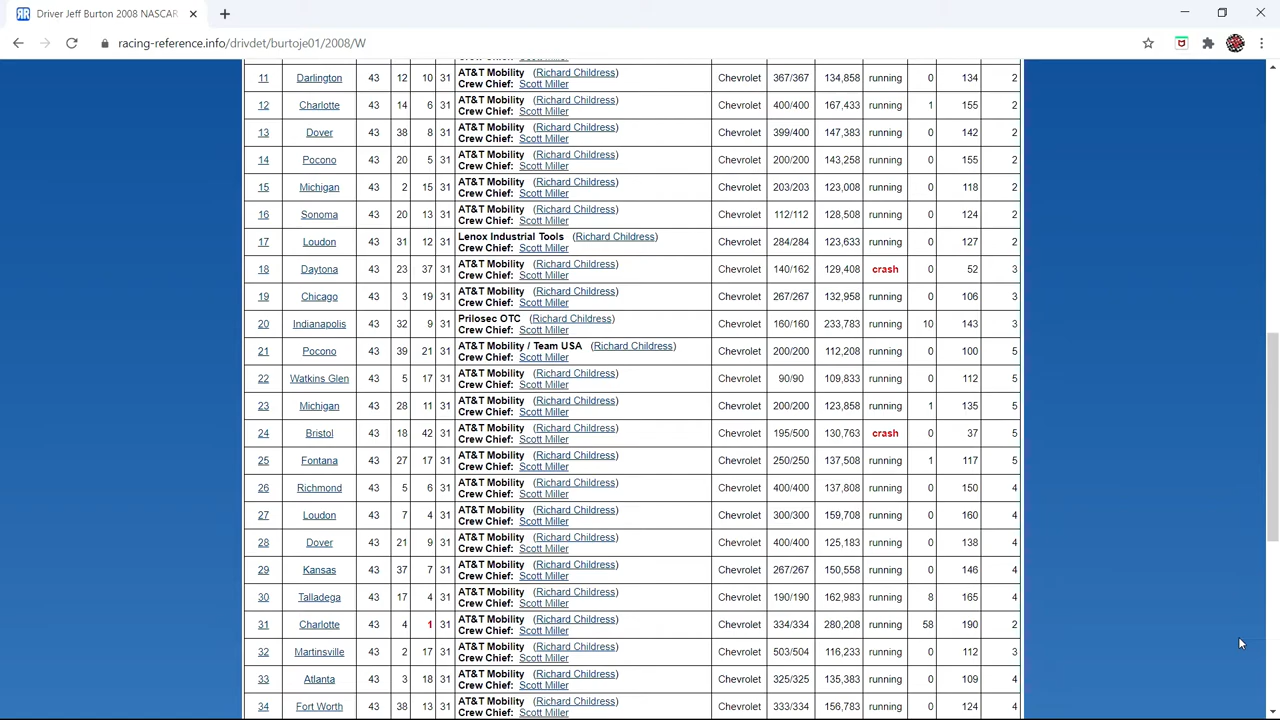 Driver Jeff Burton 2008 NASCAR
racing-reference.info/drivdet/burtoje01/2008/W
Scott Miller
11 Darlington 43 12 10 31 AT&T Mobility (Richard Childress) Chevrolet 367/367 134,858 running 0 134 2
Crew Chief: Scott Miller
12 Charlotte 43 14 6 31 AT&T Mobility (Richard Childress) Chevrolet 400/400 167,433 running 1 155 2
Crew Chief: Scott Miller
13 Dover 43 38 8 31 AT&T Mobility (Richard Childress) Chevrolet 399/400 147,383 running 0 142 2
Crew Chief: Scott Miller
14 Pocono 43 20 5 31 AT&T Mobility (Richard Childress) Chevrolet 200/200 143,258 running 0 155 2
Crew Chief: Scott Miller
15 Michigan 43 2 15 31 AT&T Mobility (Richard Childress) Chevrolet 203/203 123,008 running 0 118 2
Crew Chief: Scott Miller
16 Sonoma 43 20 13 31 AT&T Mobility (Richard Childress) Chevrolet 112/112 128,508 running 0 124 2
Crew Chief: Scott Miller
17 Loudon 43 31 12 31 Lenox Industrial Tools (Richard Childress) Chevrolet 284/284 123,633 running 0 127 2
Crew Chief: Scott Miller
18 Daytona 43 23 37 31 AT&T Mobility (Richard Childress) Chevrolet 140/162 129,408 crash 0 52 3
Crew Chief: Scott Miller
19 Chicago 43 3 19 31 AT&T Mobility (Richard Childress) Chevrolet 267/267 132,958 running 0 106 3
Crew Chief: Scott Miller
20 Indianapolis 43 32 9 31 Prilosec OTC (Richard Childress) Chevrolet 160/160 233,783 running 10 143 3
Crew Chief: Scott Miller
21 Pocono 43 39 21 31 AT&T Mobility / Team USA (Richard Childress) Chevrolet 200/200 112,208 running 0 100 5
Crew Chief: Scott Miller
22 Watkins Glen 43 5 17 31 AT&T Mobility (Richard Childress) Chevrolet 90/90 109,833 running 0 112 5
Crew Chief: Scott Miller
23 Michigan 43 28 11 31 AT&T Mobility (Richard Childress) Chevrolet 200/200 123,858 running 1 135 5
Crew Chief: Scott Miller
24 Bristol 43 18 42 31 AT&T Mobility (Richard Childress) Chevrolet 195/500 130,763 crash 0 37 5
Crew Chief: Scott Miller
25 Fontana 43 27 17 31 AT&T Mobility (Richard Childress) Chevrolet 250/250 137,508 running 1 117 5
Crew Chief: Scott Miller
26 Richmond 43 5 6 31 AT&T Mobility (Richard Childress) Chevrolet 400/400 137,808 running 0 150 4
Crew Chief: Scott Miller
27 Loudon 43 7 4 31 AT&T Mobility (Richard Childress) Chevrolet 300/300 159,708 running 0 160 4
Crew Chief: Scott Miller
28 Dover 43 21 9 31 AT&T Mobility (Richard Childress) Chevrolet 400/400 125,183 running 0 138 4
Crew Chief: Scott Miller
29 Kansas 43 37 7 31 AT&T Mobility (Richard Childress) Chevrolet 267/267 150,558 running 0 146 4
Crew Chief: Scott Miller
30 Talladega 43 17 4 31 AT&T Mobility (Richard Childress) Chevrolet 190/190 162,983 running 8 165 4
Crew Chief: Scott Miller
31 Charlotte 43 4 1 31 AT&T Mobility (Richard Childress) Chevrolet 334/334 280,208 running 58 190 2
Crew Chief: Scott Miller
32 Martinsville 43 2 17 31 AT&T Mobility (Richard Childress) Chevrolet 503/504 116,233 running 0 112 3
Crew Chief: Scott Miller
33 Atlanta 43 3 18 31 AT&T Mobility (Richard Childress) Chevrolet 325/325 135,383 running 0 109 4
Crew Chief: Scott Miller
34 Fort Worth 43 38 13 31 AT&T Mobility (Richard Childress) Chevrolet 333/334 156,783 running 0 124 4
Crew Chief: Scott Miller